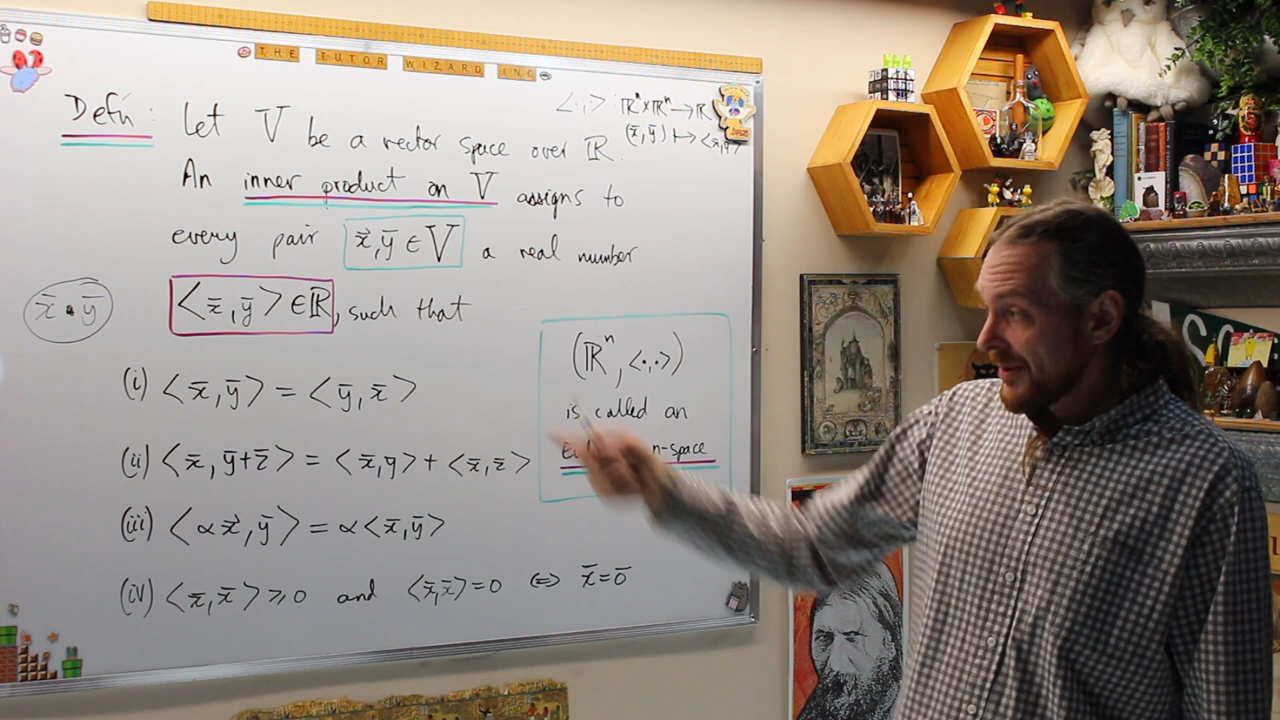 THE TUTOR WIZARD INC
Defn: Let V be a vector space over ℝ.
<·,·> : ℝⁿ×ℝⁿ → ℝ
(x̄, ȳ) ↦ <x̄,ȳ>
An inner product on V assigns to
every pair x⃗, ȳ ∈ V a real number
<x̄, ȳ> ∈ ℝ, such that
x̄ • ȳ
(i) <x̄, ȳ> = <ȳ, x̄>
(ii) <x̄, ȳ+z̄> = <x̄, y> + <x̄, z̄>
(iii) <αx⃗, ȳ> = α<x̄, ȳ>
(iv) <x̄, x̄> ⩾ 0 and <x̄,x̄> = 0 ⇔ x̄ = ō
(ℝⁿ, <·,·>)
is called an
n-space